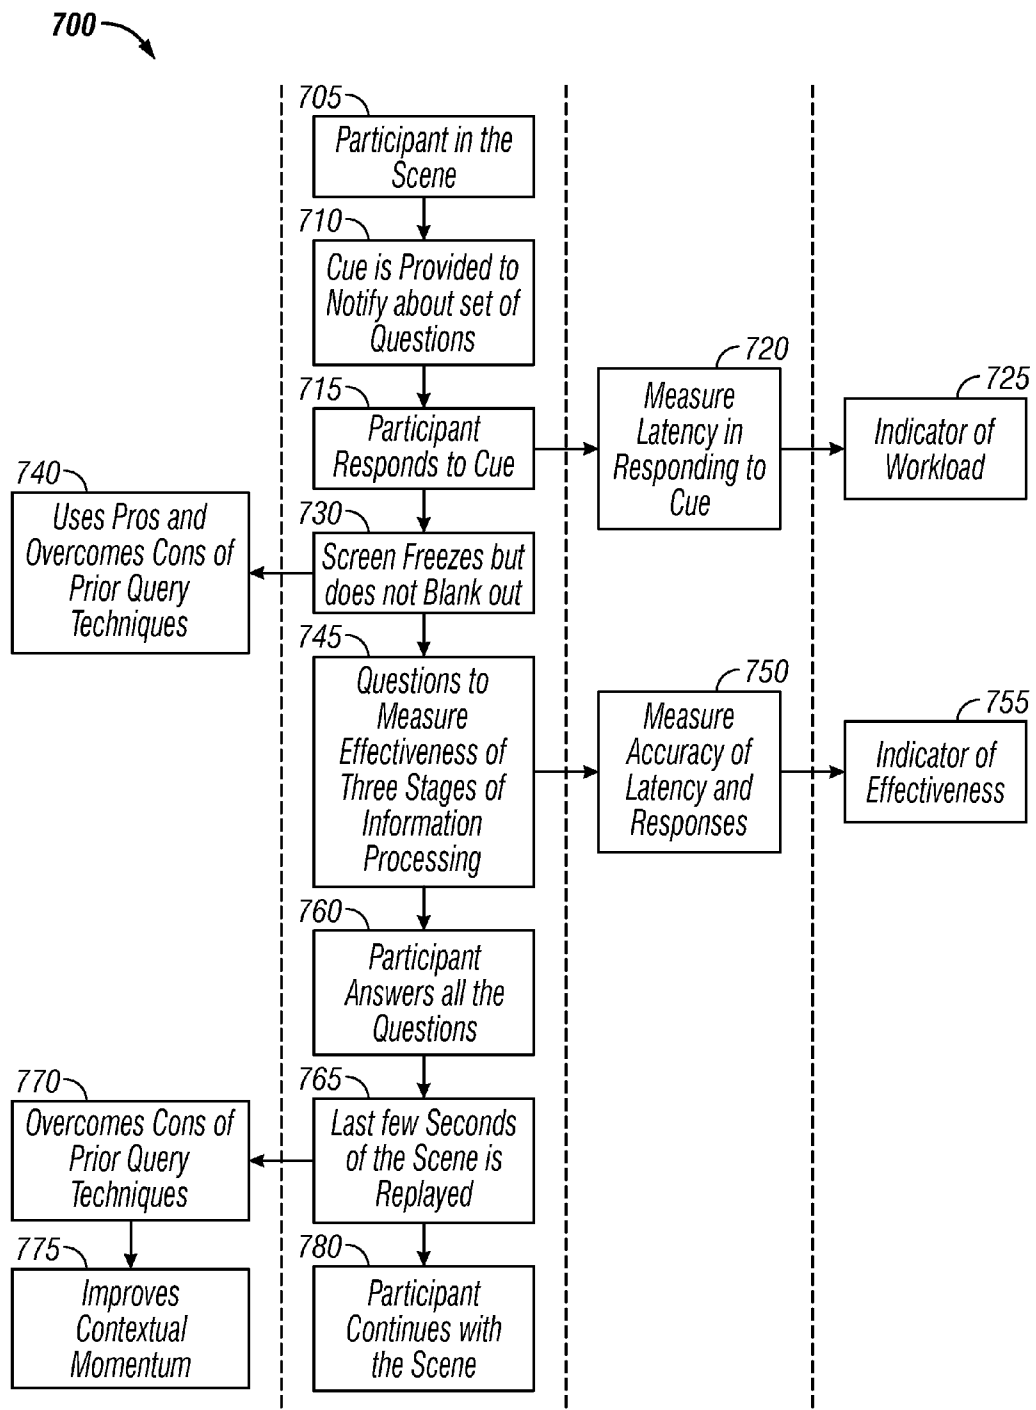 700
705
Participant in the
Scene
710
Cue is Provided to
Notify about set of
Questions
715
Participant
Responds to Cue
720
Measure
Latency in
Responding to
Cue
725
Indicator of
Workload
730
Screen Freezes but
does not Blank out
740
Uses Pros and
Overcomes Cons of
Prior Query
Techniques
745
Questions to
Measure
Effectiveness of
Three Stages of
Information
Processing
750
Measure
Accuracy of
Latency and
Responses
755
Indicator of
Effectiveness
760
Participant
Answers all the
Questions
765
Last few Seconds
of the Scene is
Replayed
770
Overcomes Cons of
Prior Query
Techniques
775
Improves
Contextual
Momentum
780
Participant
Continues with
the Scene